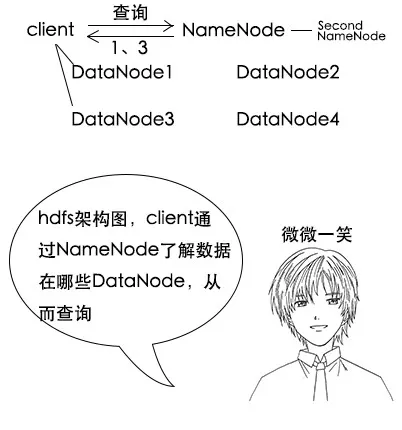 查询
client
NameNode
Second
NameNode
1、3
DataNode1
DataNode2
DataNode3
DataNode4
hdfs架构图，client通
过NameNode了解数据
在哪些DataNode，从
而查询
微微一笑